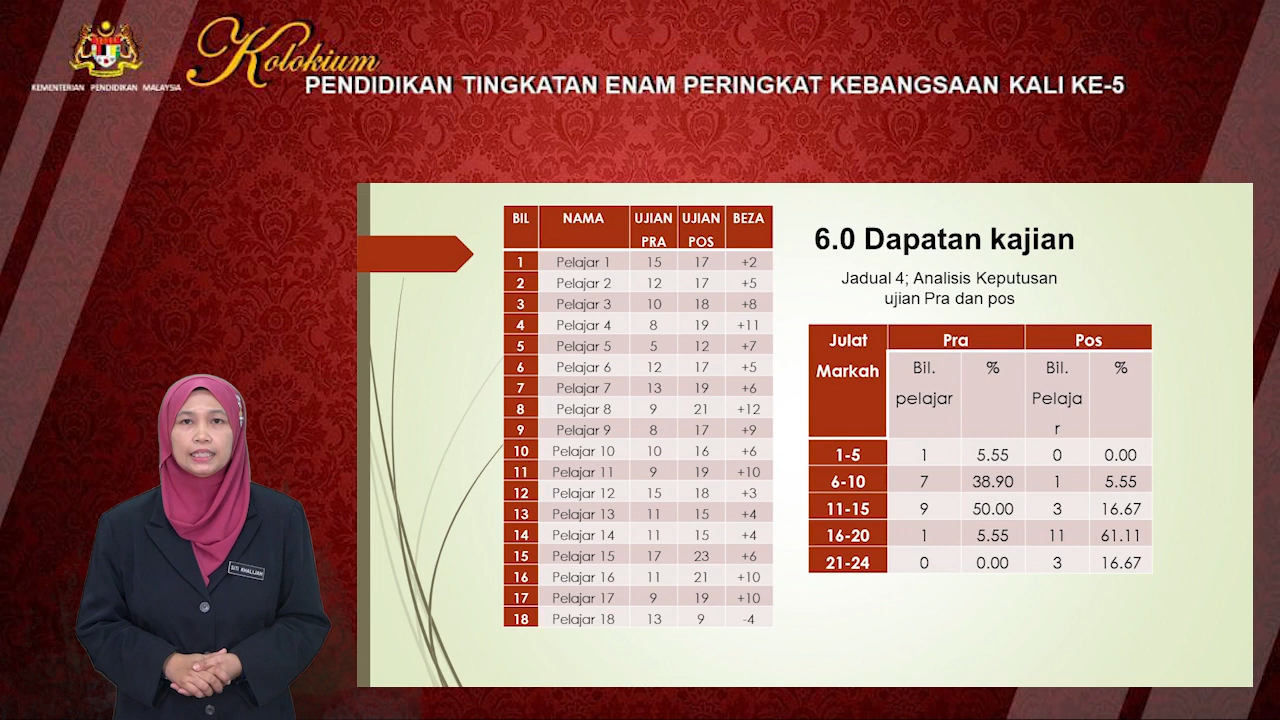 Kolokium
KEMENTERIAN PENDIDIKAN MALAYSIA
PENDIDIKAN TINGKATAN ENAM PERINGKAT KEBANGSAAN KALI KE-5
BIL NAMA UJIAN PRA UJIAN POS BEZA
1 Pelajar 1 15 17 +2
2 Pelajar 2 12 17 +5
3 Pelajar 3 10 18 +8
4 Pelajar 4 8 19 +11
5 Pelajar 5 5 12 +7
6 Pelajar 6 12 17 +5
7 Pelajar 7 13 19 +6
8 Pelajar 8 9 21 +12
9 Pelajar 9 8 17 +9
10 Pelajar 10 10 16 +6
11 Pelajar 11 9 19 +10
12 Pelajar 12 15 18 +3
13 Pelajar 13 11 15 +4
14 Pelajar 14 11 15 +4
15 Pelajar 15 17 23 +6
16 Pelajar 16 11 21 +10
17 Pelajar 17 9 19 +10
18 Pelajar 18 13 9 -4
6.0 Dapatan kajian
Jadual 4; Analisis Keputusan
ujian Pra dan pos
Julat Markah Pra Pos
Bil. pelajar % Bil. Pelaja r %
1-5 1 5.55 0 0.00
6-10 7 38.90 1 5.55
11-15 9 50.00 3 16.67
16-20 1 5.55 11 61.11
21-24 0 0.00 3 16.67
SITI KHALIJAH